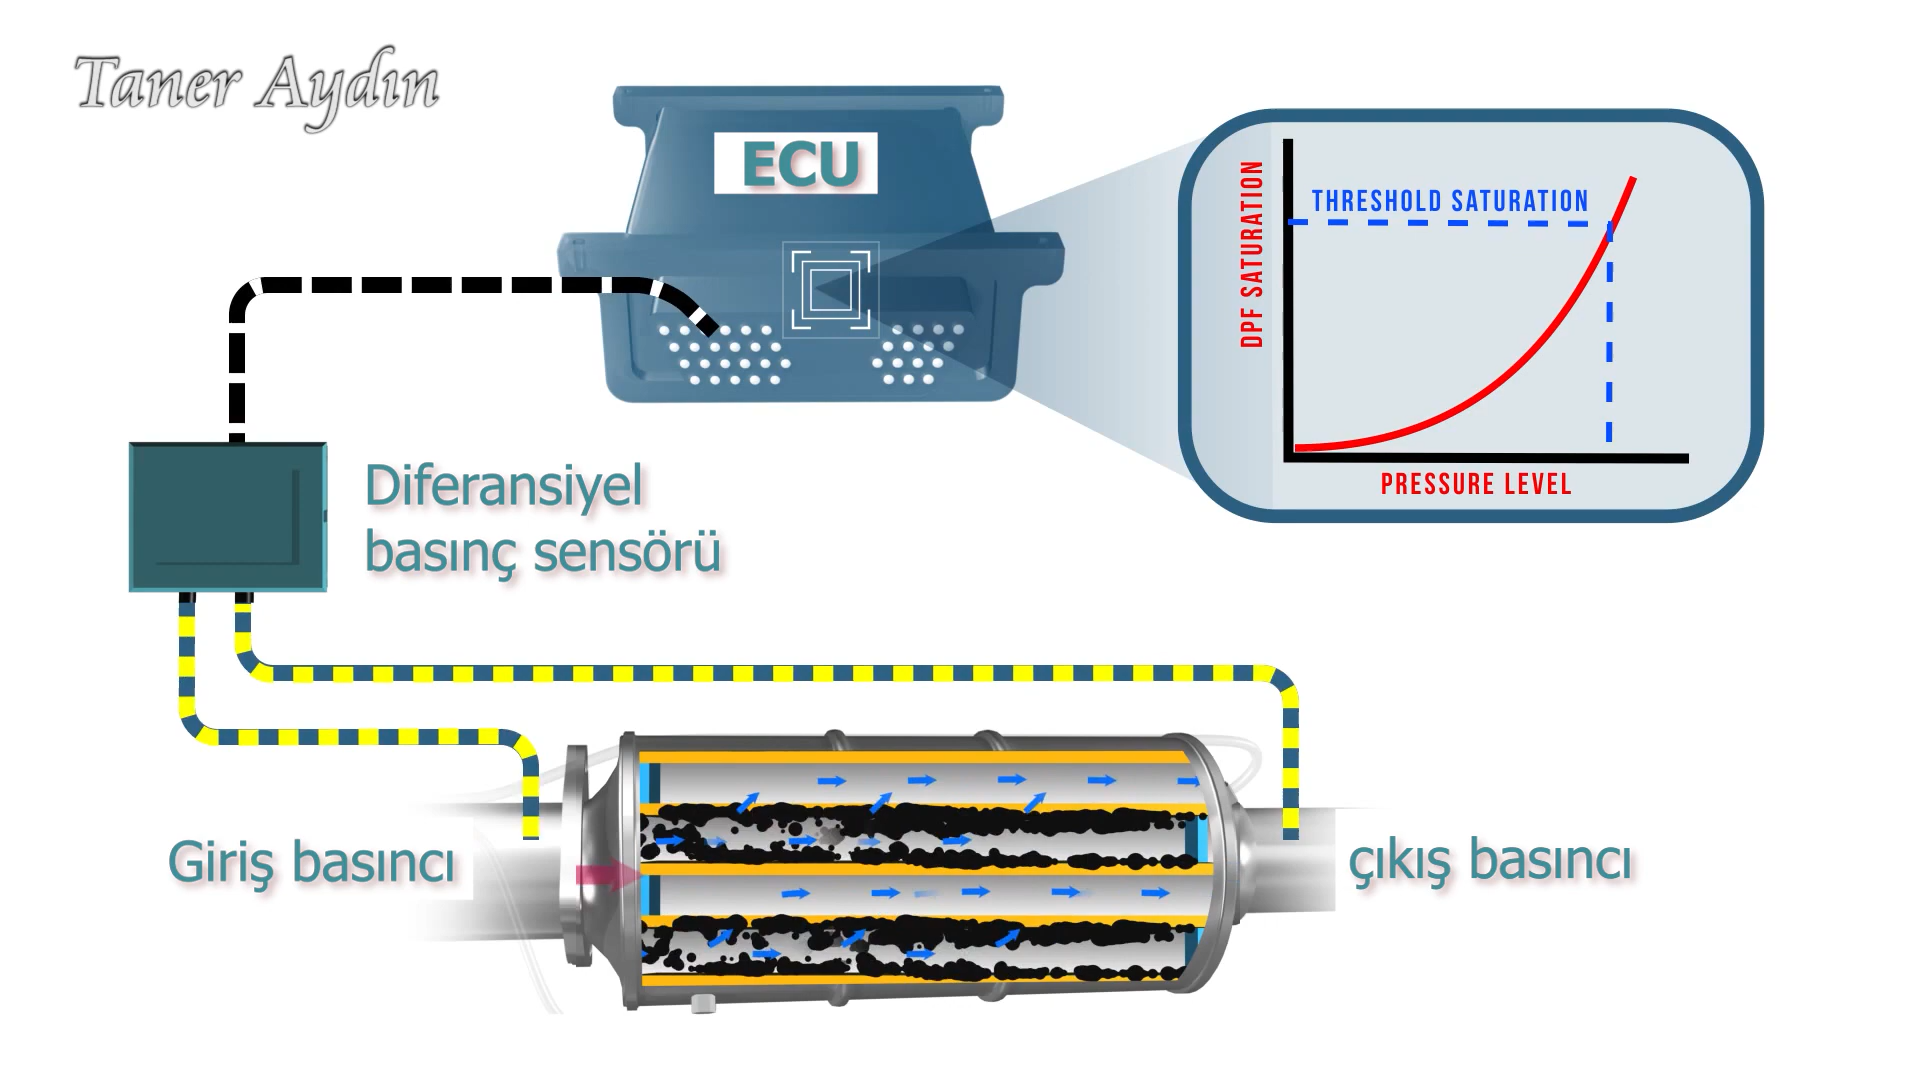 Taner Aydın
ECU
DPF SATURATION
THRESHOLD SATURATION
PRESSURE LEVEL
Diferansiyel
basınç sensörü
Giriş basıncı
çıkış basıncı